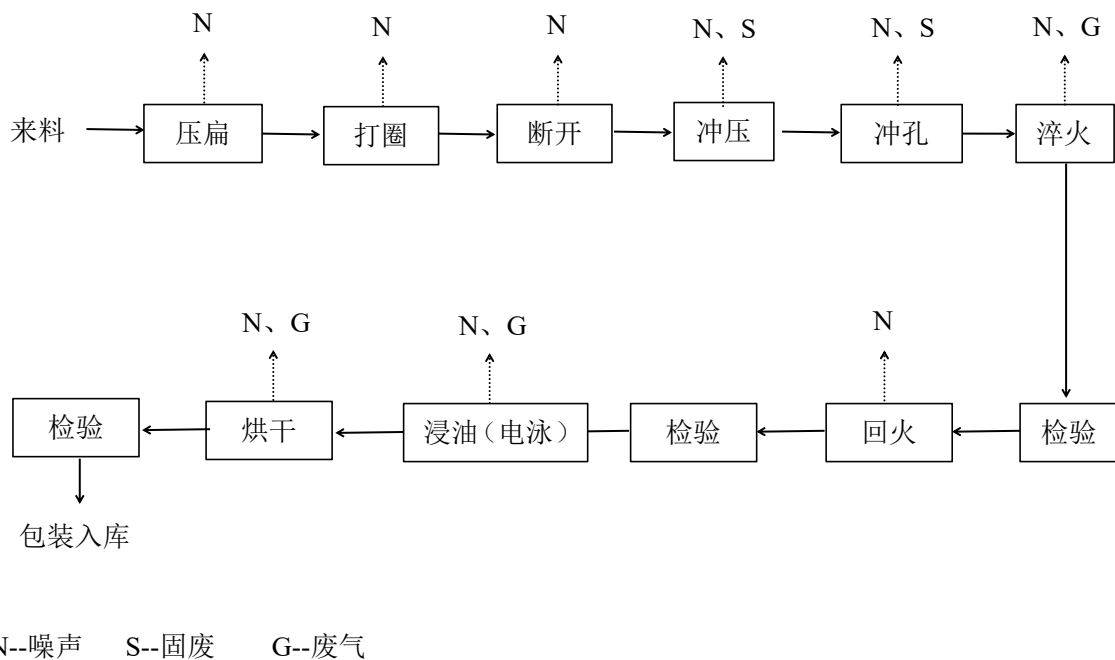 N N N N、S N、S N、G
来料 压扁 打圈 断开 冲压 冲孔 淬火
N、G N、G N
检验 烘干 浸油（电泳） 检验 回火 检验
包装入库
N--噪声 S--固废 G--废气